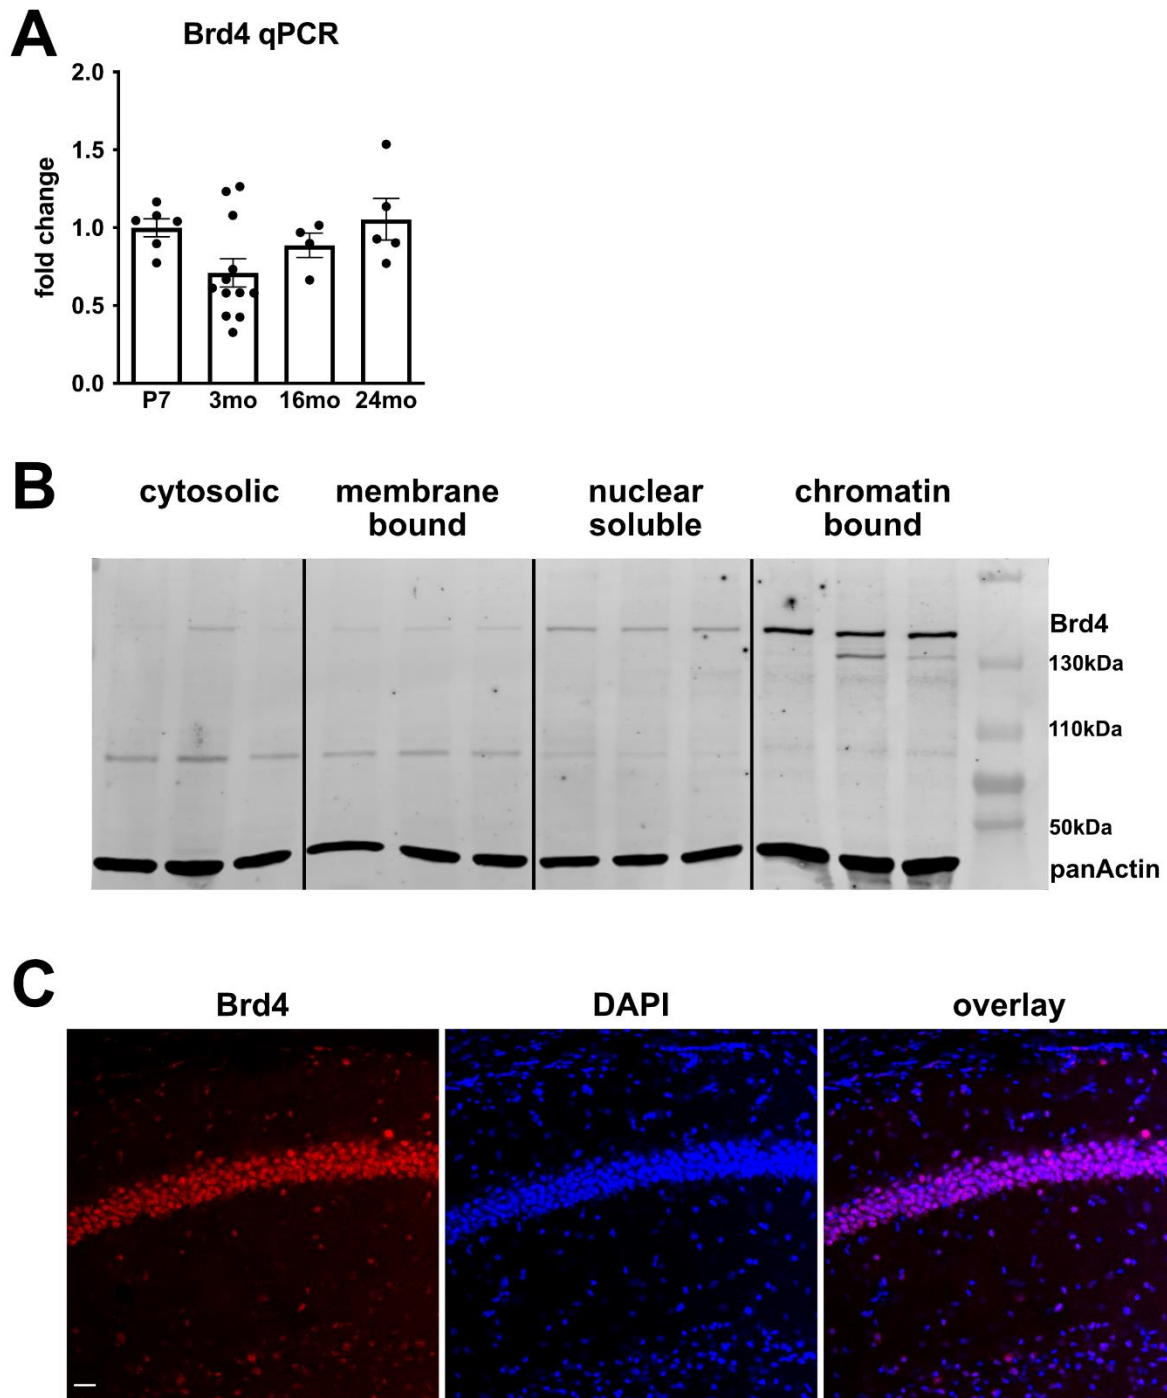 A
Brd4 qPCR
fold change
2.0
1.5
1.0
0.5
0.0
P7 3mo 16mo 24mo
B
cytosolic
membrane
bound
nuclear
soluble
chromatin
bound
Brd4
130kDa
110kDa
50kDa
panActin
C
Brd4
DAPI
overlay